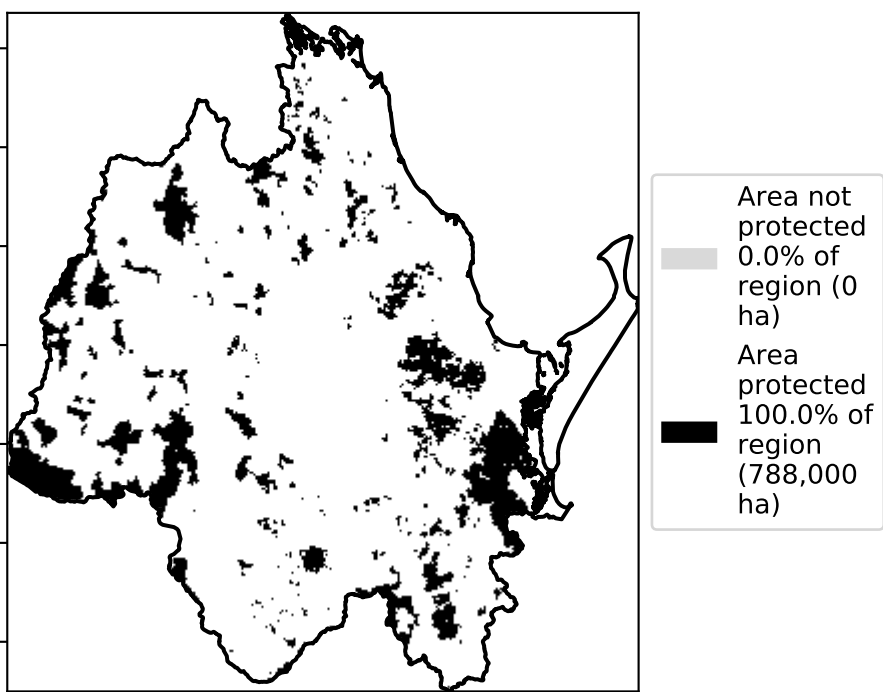 Area not
protected
0.0% of
region (0
ha)
Area
protected
100.0% of
region
(788,000
ha)